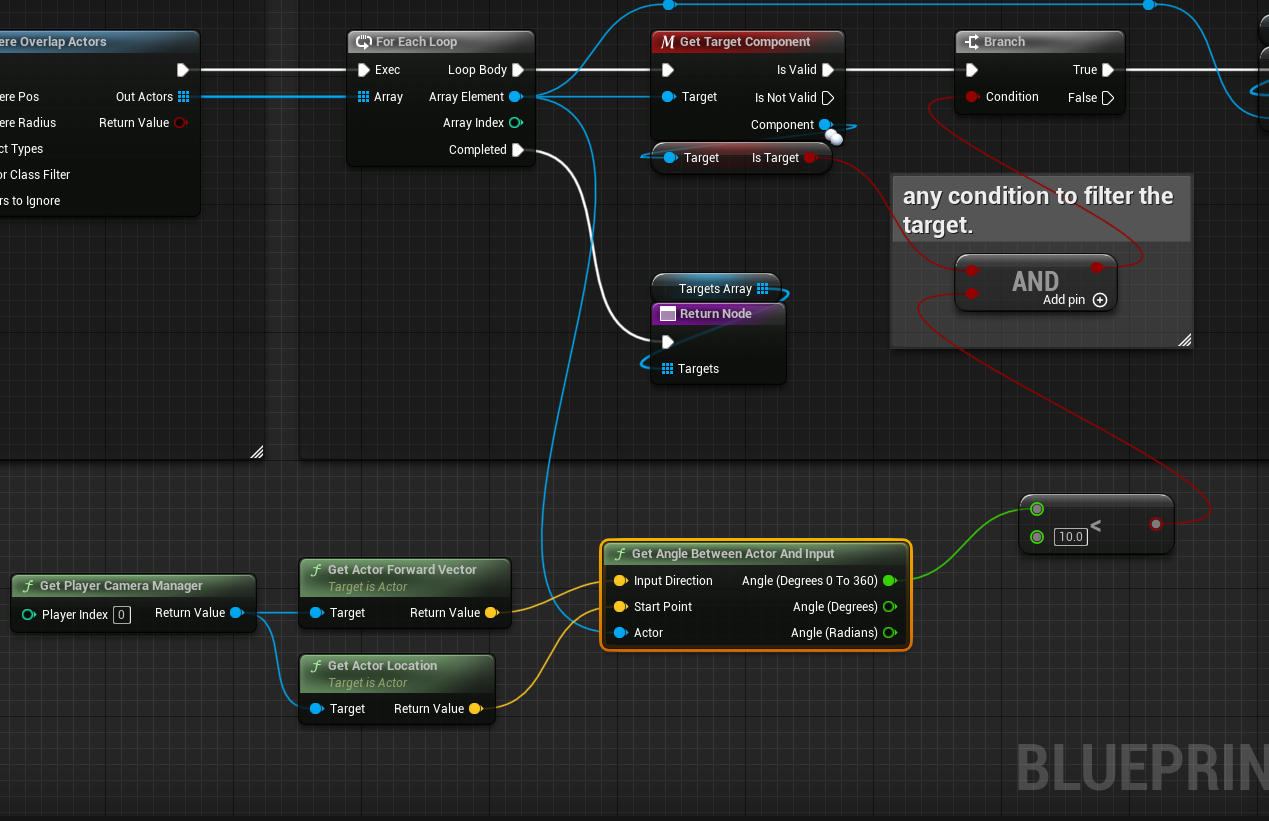 ere Overlap Actors
ere Pos
Out Actors
ere Radius
Return Value
ct Types
or Class Filter
rs to Ignore
For Each Loop
Exec
Loop Body
Array
Array Element
Array Index
Completed
Get Target Component
Is Valid
Target
Is Not Valid
Component
Target
Is Target
Branch
True
Condition
False
any condition to filter the
target.
AND
Add pin
Targets Array
Return Node
Targets
10.0
<
Get Player Camera Manager
Player Index 0
Return Value
Get Actor Forward Vector
Target is Actor
Target
Return Value
Get Actor Location
Target is Actor
Target
Return Value
Get Angle Between Actor And Input
Input Direction
Angle (Degrees 0 To 360)
Start Point
Angle (Degrees)
Actor
Angle (Radians)
BLUEPRIN